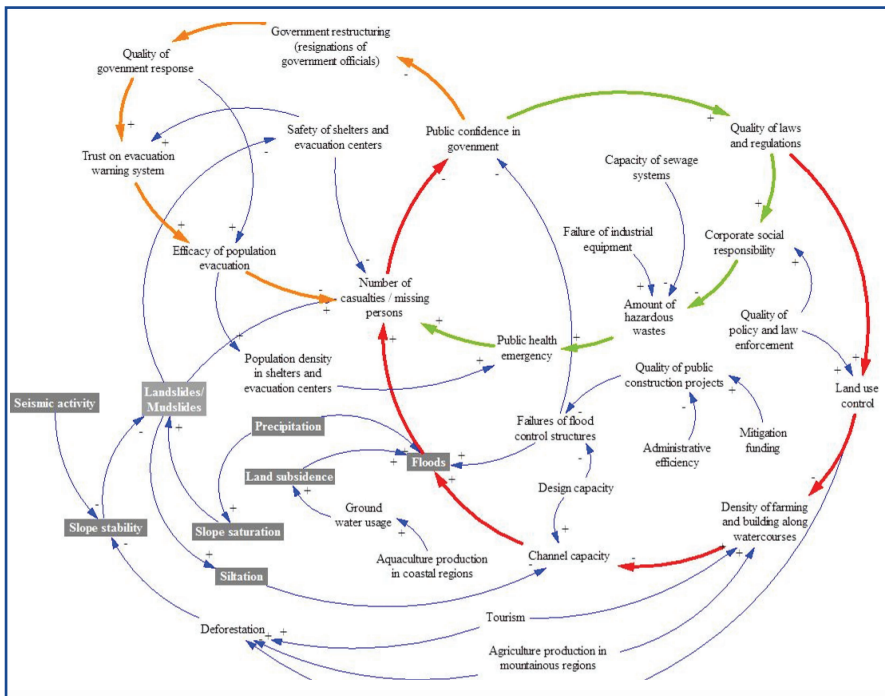 Government restructuring
(resignations of
government officials)
Quality of
govenment response
Safety of shelters and
evacuation centers
Public confidence in
govenment
Quality of laws
and regulations
Trust on evacuation
warning system
Capacity of sewage
systems
Efficacy of population
evacuation
Failure of industrial
equipment
Corporate social
responsibility
Number of
casualties / missing
persons
Amount of
hazardous
wastes
Quality of
policy and law
enforcement
Public health
emergency
Population density
in shelters and
evacuation centers
Quality of public
construction projects
Land use
control
Seismic activity
Landslides/
Mudslides
Precipitation
Failures of flood
control structures
Administrative
efficiency
Mitigation
funding
Land subsidence
Floods
Design capacity
Slope stability
Slope saturation
Ground
water usage
Density of farming
and building along
watercourses
Siltation
Aquaculture production
in coastal regions
Channel capacity
Deforestation
Tourism
Agriculture production in
mountainous regions